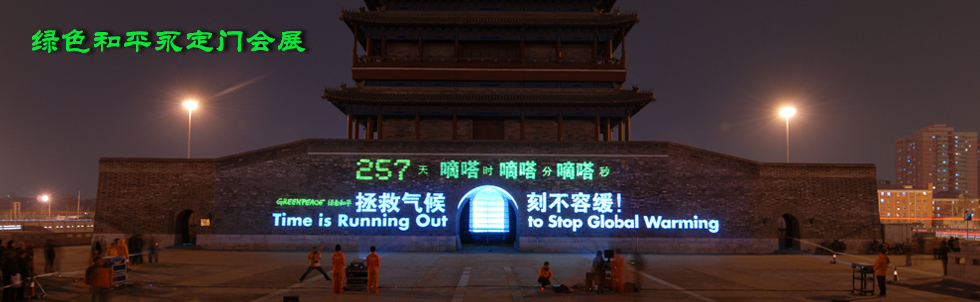 绿色和平永定门会展
257 天 嘀嗒 时 嘀嗒 分 嘀嗒 秒
GREENPEACE 绿色和平 拯救气候 刻不容缓!
Time is Running Out to Stop Global Warming